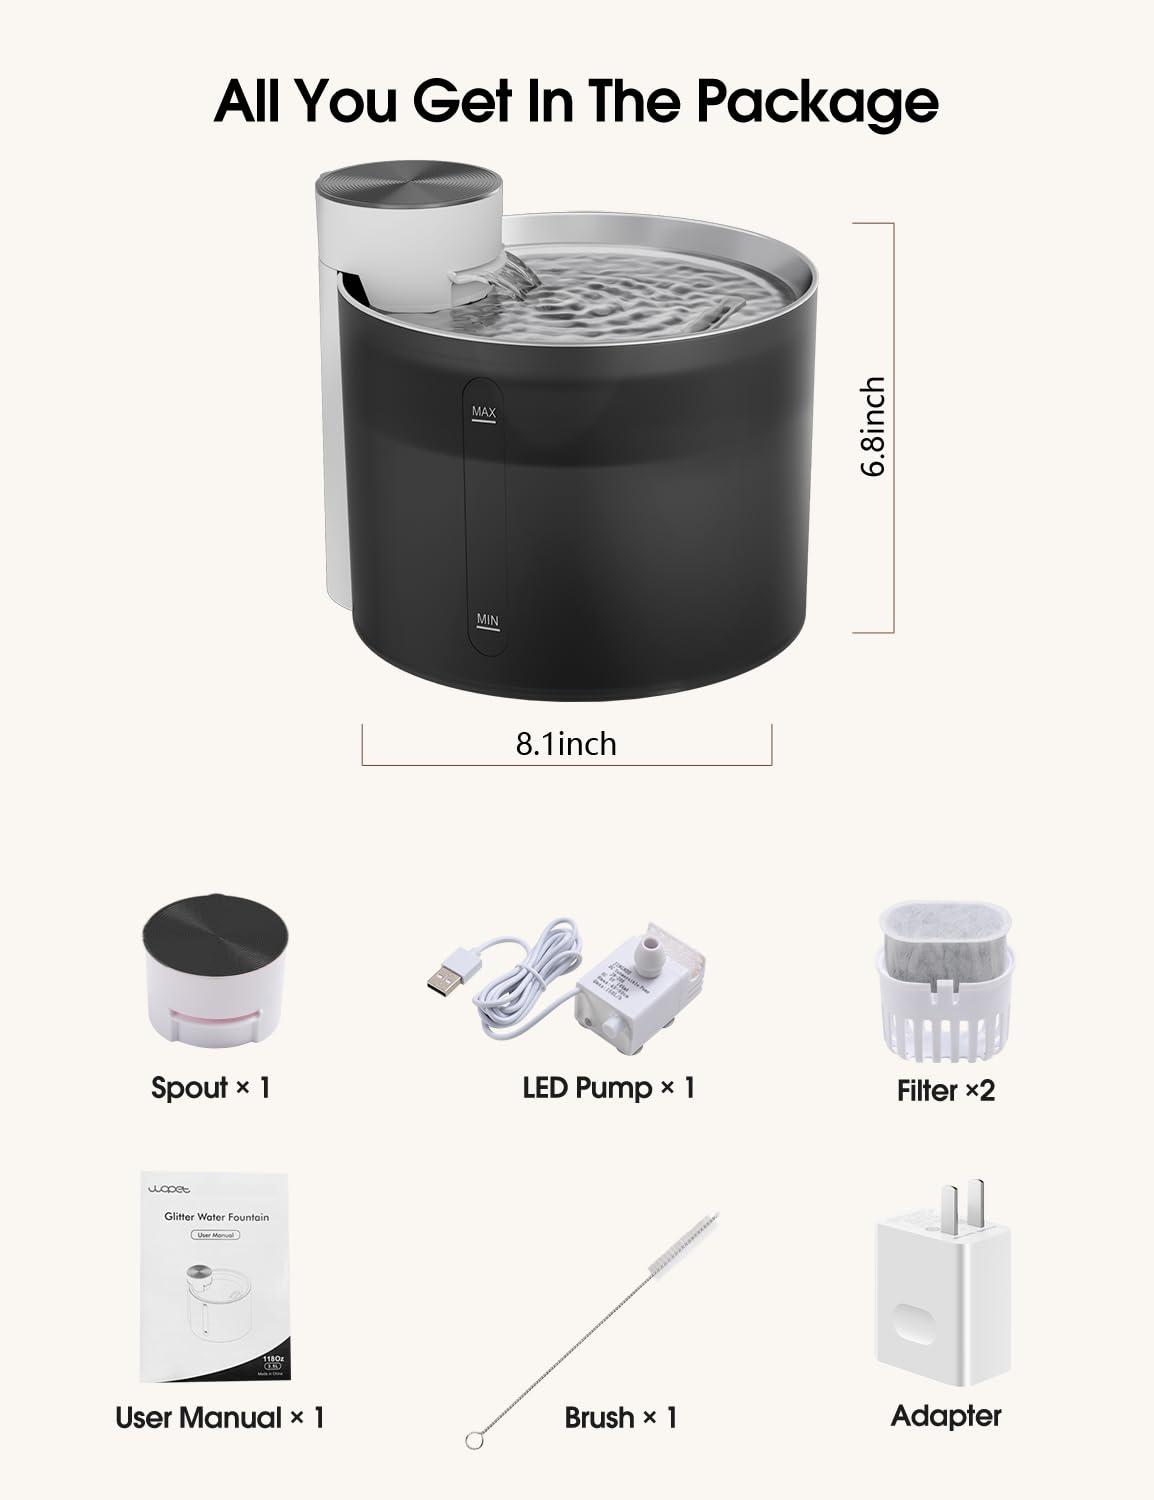 All You Get In The Package
MAX
MIN
6.8inch
8.1inch
Spout × 1
LED Pump × 1
Filter ×2
Glitter Water Fountain
User Manual
118Oz
Made in China
User Manual × 1
Brush × 1
Adapter